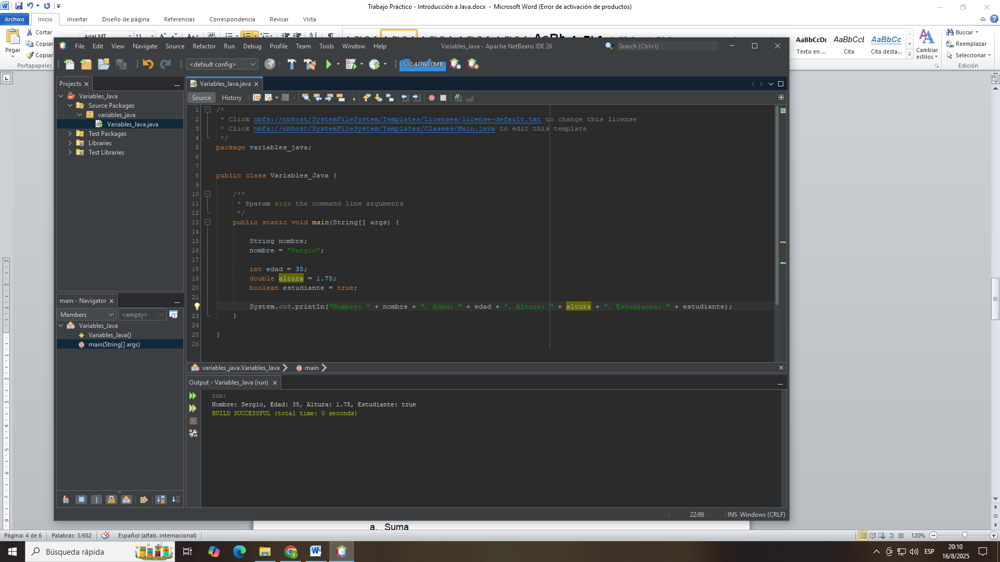 Trabajo Práctico - Introducción a Java.docx - Microsoft Word (Error de activación de productos)
Archivo Inicio Insertar Diseño de página Referencias Correspondencia Revisar Vista
Cortar
Copiar
Copiar
Pegar
Portapapeles
ArialMT 11
AaBbCcDc AaBbCcL AaBbCc
Texto en ... Cita Cita desta...
Cambiar estilos
Buscar
Reemplazar
Seleccionar
Edición
File Edit View Navigate Source Refactor Run Debug Profile Team Tools Window Help
Variables_Java - Apache NetBeans IDE 26
Search (Ctrl+I)
<default config>
510,4/760,0MB
Projects
Variables_Java
Source Packages
variables_java
Variables_Java.java
Test Packages
Libraries
Test Libraries
Variables_Java.java
Source History
1 /*
2 * Click nbfs://nbhost/SystemFileSystem/Templates/Licenses/license-default.txt to change this license
3 * Click nbfs://nbhost/SystemFileSystem/Templates/Classes/Main.java to edit this template
4 */
5 package variables_java;
6
7
8 public class Variables_Java {
9
10 /**
11 * @param args the command line arguments
12 */
13 public static void main(String[] args) {
14
15 String nombre;
16 nombre = "Sergio";
17
18 int edad = 35;
19 double altura = 1.75;
20 boolean estudiante = true;
21
System.out.println("Nombre: " + nombre + ", Edad: " + edad + ", Altura: " + altura + ", Estudiante: " + estudiante);
23 }
24
25 }
26
main - Navigator
Members <empty>
Variables_Java
Variables_Java()
main(String[] args)
variables_java.Variables_Java main
Output - Variables_Java (run)
run:
Nombre: Sergio, Edad: 35, Altura: 1.75, Estudiante: true
BUILD SUCCESSFUL (total time: 0 seconds)
22:86 INS Windows (CRLF)
a. Suma
Página: 4 de 6 Palabras: 3/682 Español (alfab. internacional) 120%
Búsqueda rápida
ESP
20:10
16/8/2025